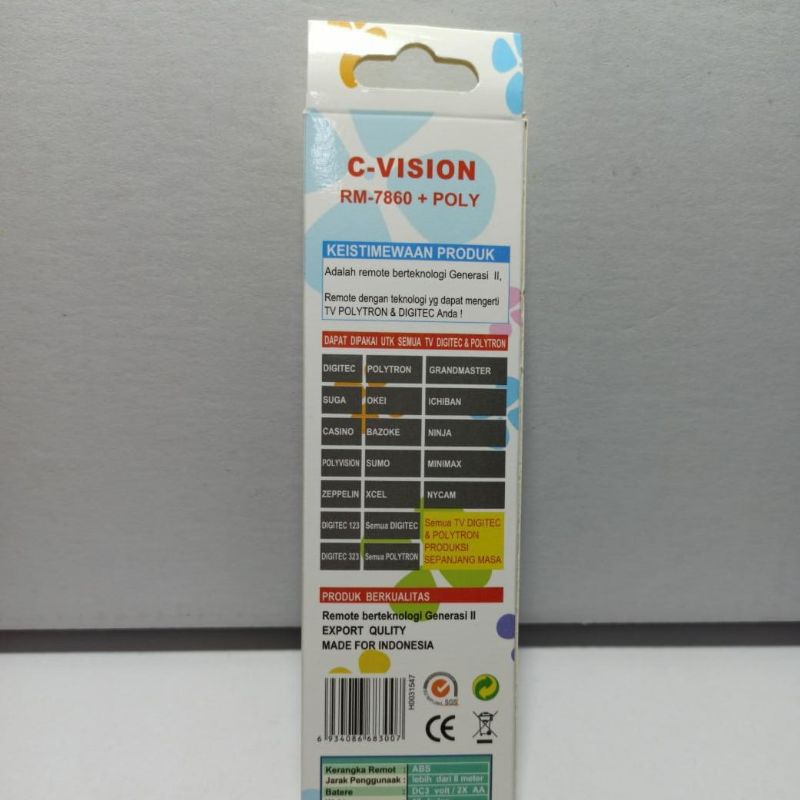 C-VISION
RM-7860 + POLY
KEISTIMEWAAN PRODUK
Adalah remote berteknologi Generasi II,
Remote dengan teknologi yg dapat mengerti
TV POLYTRON & DIGITEC Anda !
DAPAT DIPAKAI UTK SEMUA TV DIGITEC & POLYTRON
DIGITEC POLYTRON GRANDMASTER
SUGA OKEI ICHIBAN
CASINO BAZOKE NINJA
POLYVISION SUMO MINIMAX
ZEPPELIN XCEL NYCAM
DIGITEC 123 Semua DIGITEC
DIGITEC 323 Semua POLYTRON
Semua TV DIGITEC
& POLYTRON
PRODUKSI
SEPANJANG MASA
PRODUK BERKUALITAS
Remote berteknologi Generasi II
EXPORT QULITY
MADE FOR INDONESIA
H0031547
SGS
CE
6 934086 683007
Kerangka Remot : ABS
Jarak Penggunaak : lebih dari 8 meter
Batere : DC3 volt / 2X AA